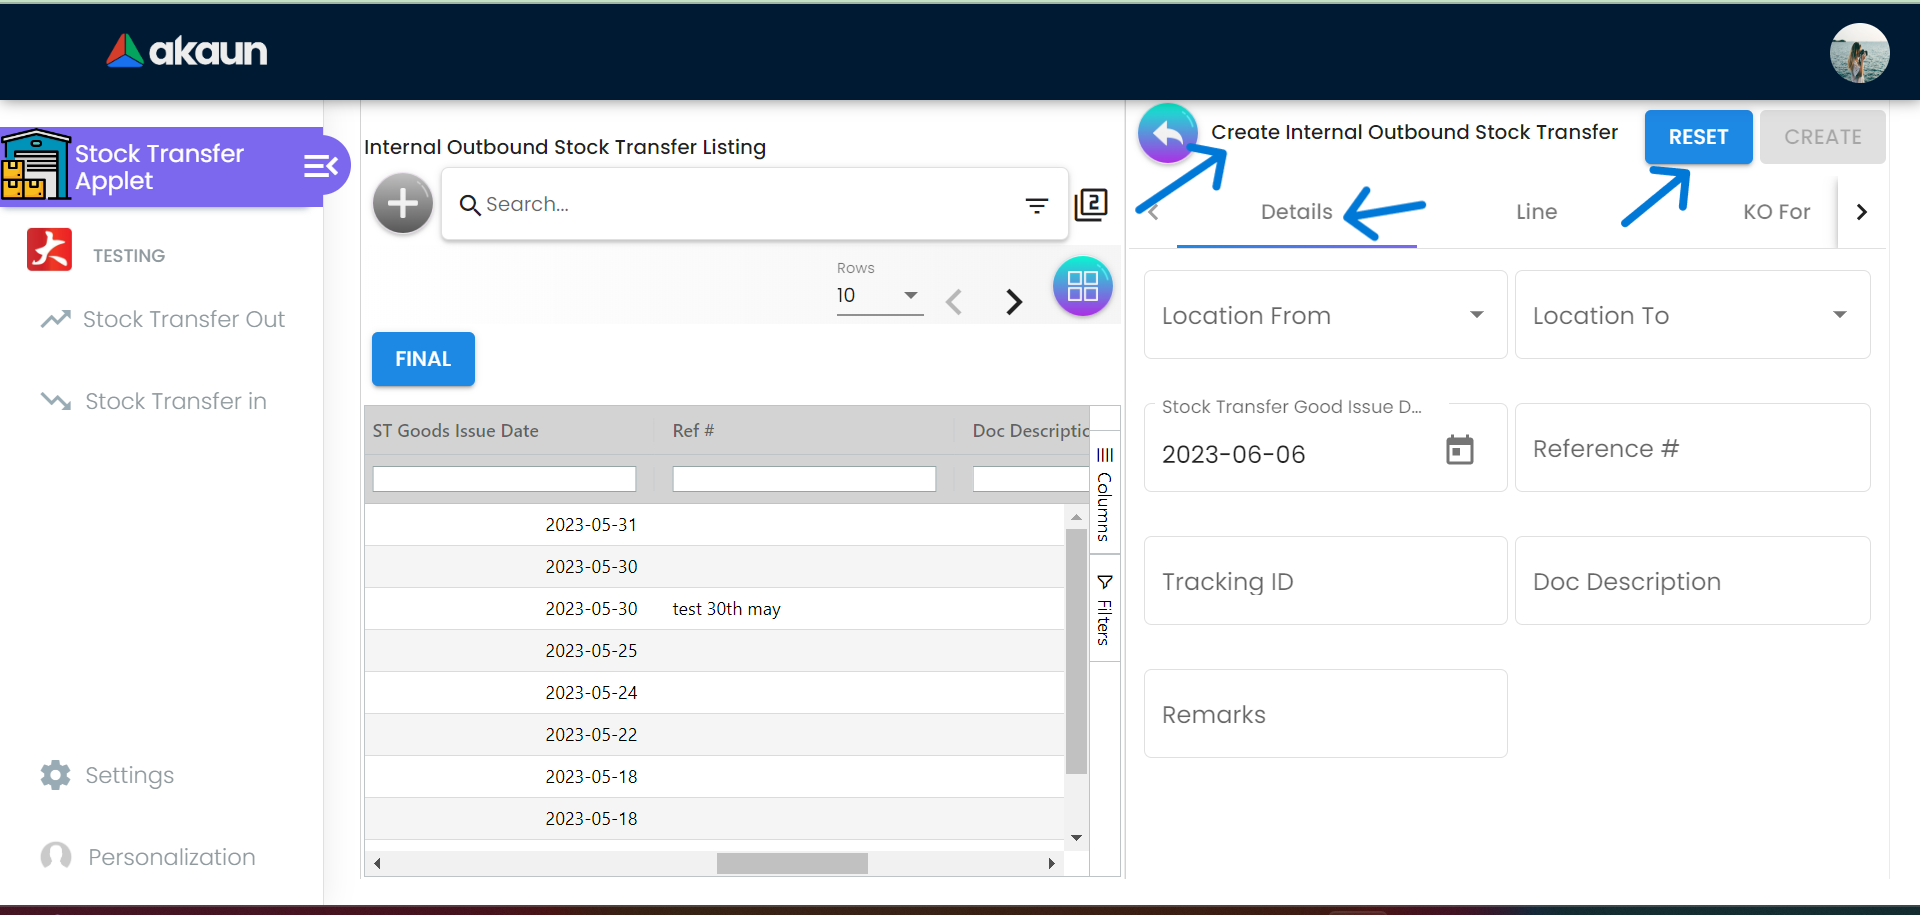 akaun
Stock Transfer
Applet
TESTING
Stock Transfer Out
Stock Transfer in
Settings
Personalization
Internal Outbound Stock Transfer Listing
Search...
2
Rows
10
FINAL
ST Goods Issue Date
Ref #
Doc Descriptio
2023-05-31
2023-05-30
2023-05-30 test 30th may
2023-05-25
2023-05-24
2023-05-22
2023-05-18
2023-05-18
Columns
Filters
Create Internal Outbound Stock Transfer
RESET
CREATE
Details
Line
KO For
Location From
Location To
Stock Transfer Good Issue D...
2023-06-06
Reference #
Tracking ID
Doc Description
Remarks